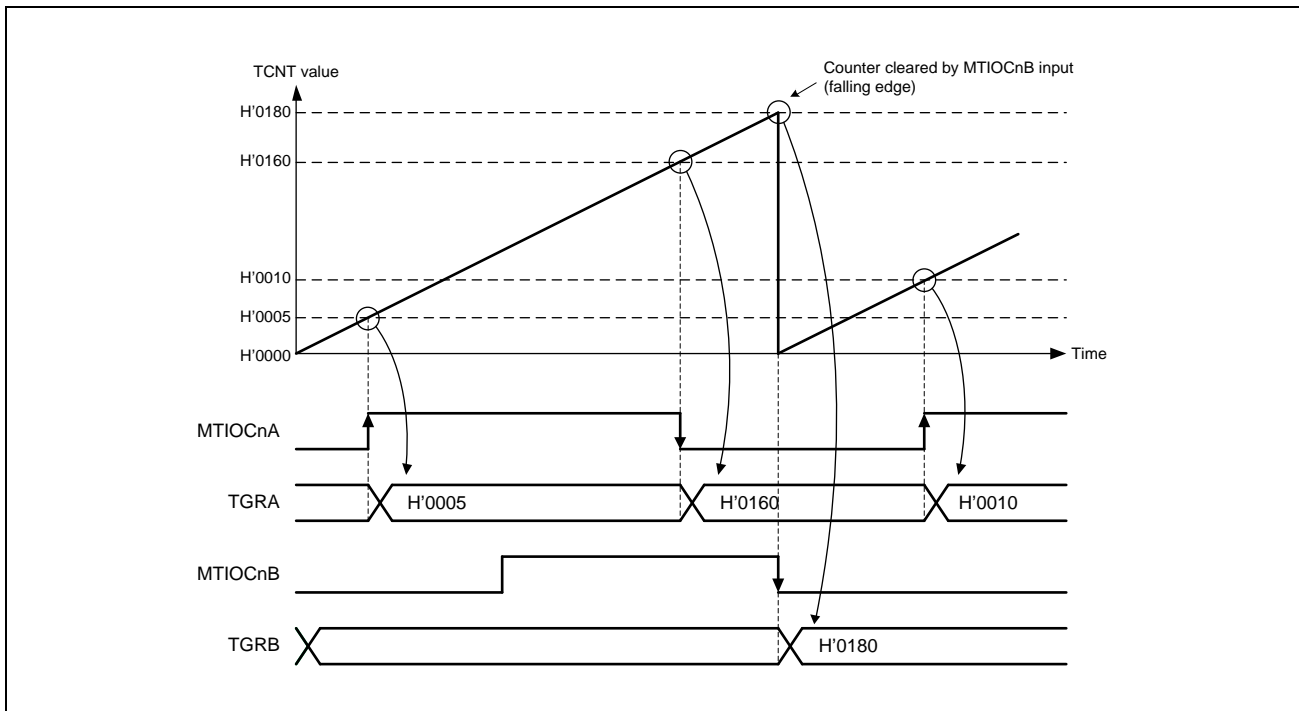 TCNT value
Counter cleared by MTIOCnB input
(falling edge)
H’0180
H’0160
H’0010
H’0005
H’0000
Time
MTIOCnA
TGRA
H’0005
H’0160
H’0010
MTIOCnB
TGRB
H’0180